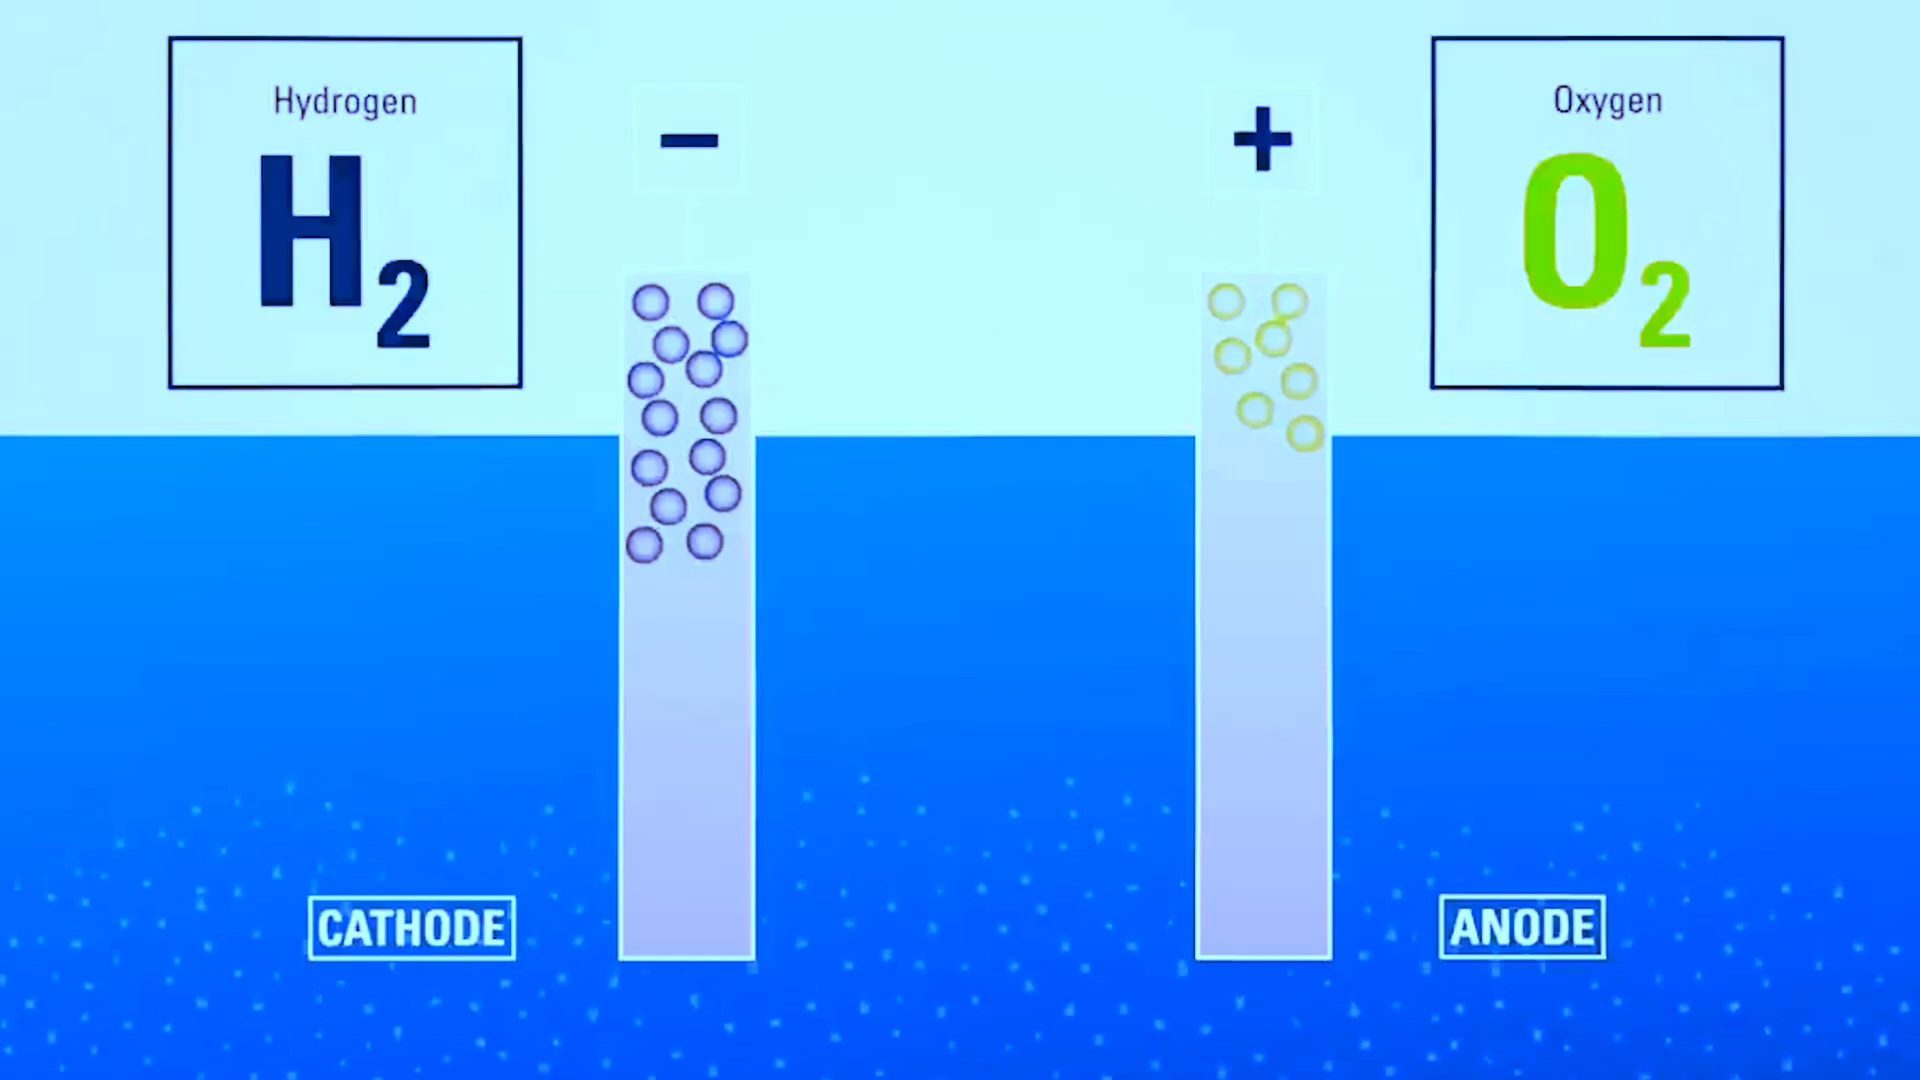 Hydrogen
H2
−
+
Oxygen
O2
CATHODE
ANODE